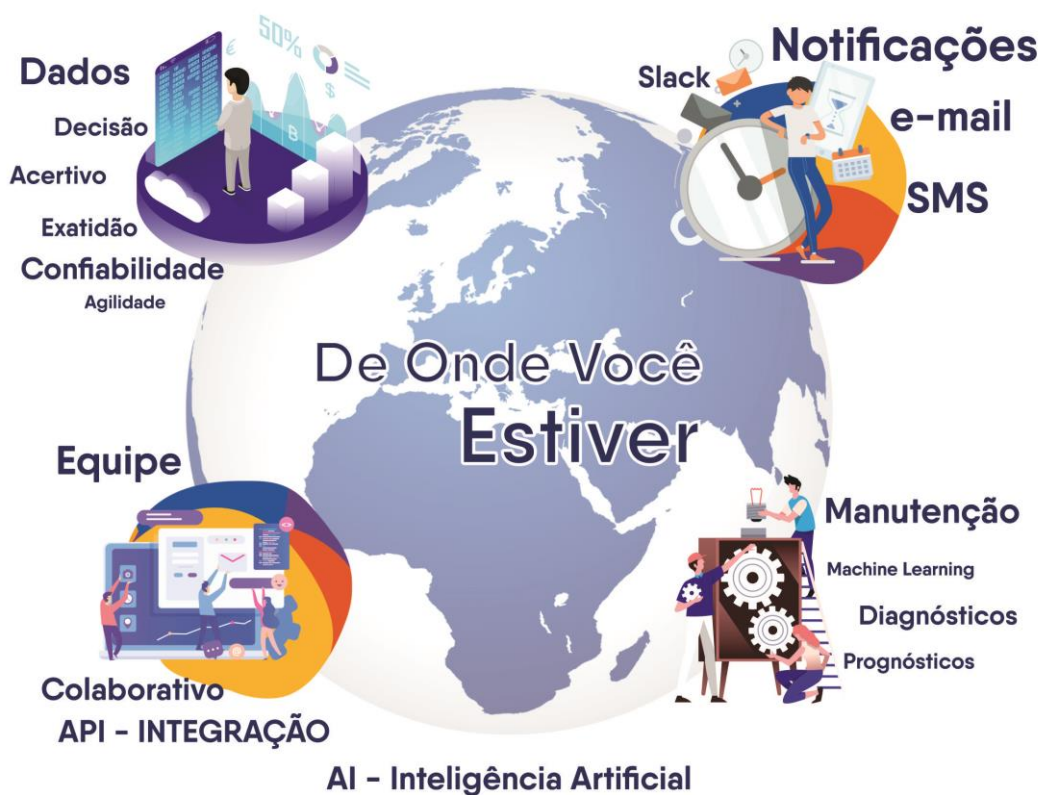 Dados
Decisão
Acertivo
Exatidão
Confiabilidade
Agilidade
50%
€
$
B
Notificações
Slack
e-mail
SMS
De Onde Você
Estiver
Equipe
Colaborativo
API - INTEGRAÇÃO
Manutenção
Machine Learning
Diagnósticos
Prognósticos
AI - Inteligência Artificial